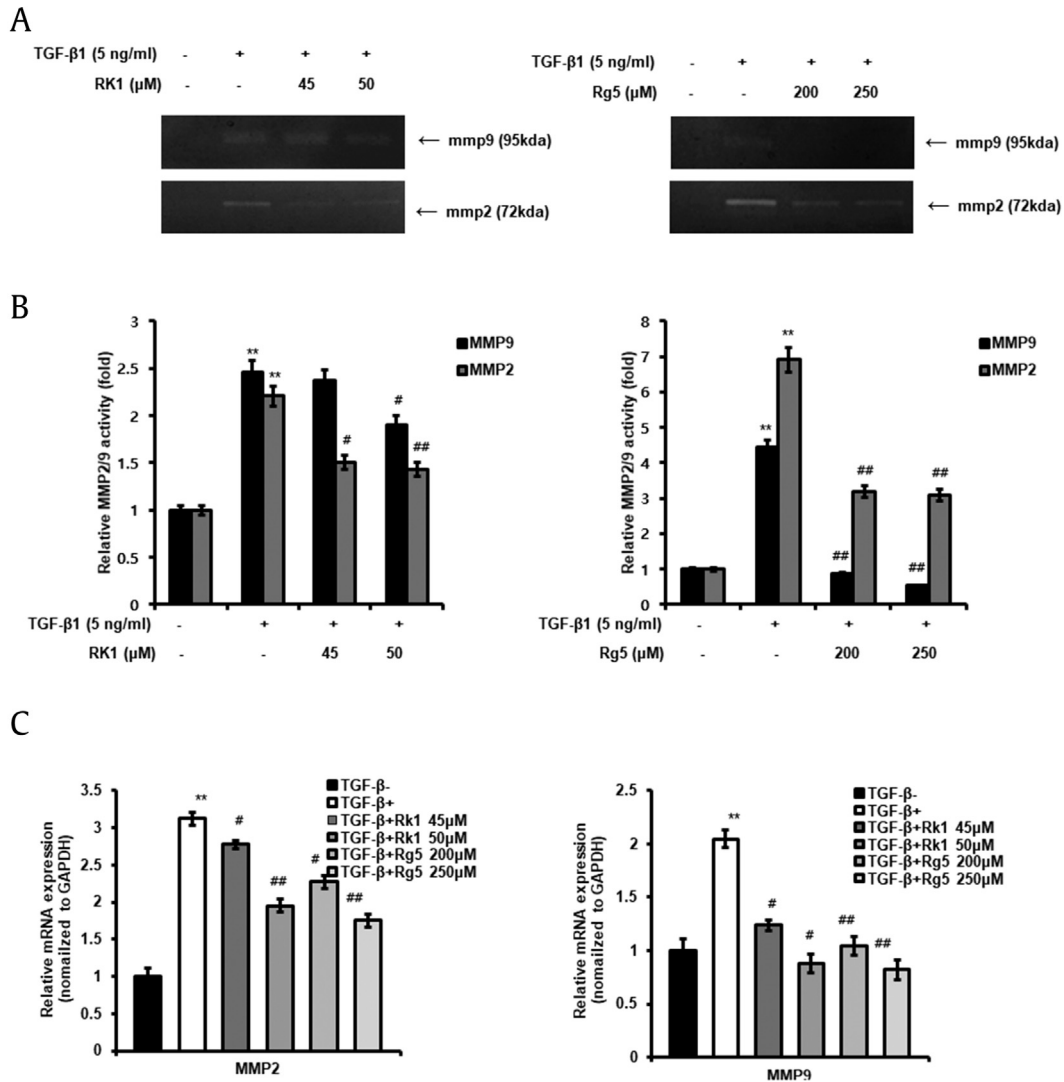 A
TGF-β1 (5 ng/ml) - + + +
RK1 (μM) - - 45 50
← mmp9 (95kda)
← mmp2 (72kda)
TGF-β1 (5 ng/ml) - + + +
Rg5 (μM) - - 200 250
← mmp9 (95kda)
← mmp2 (72kda)
B
Relative MMP2/9 activity (fold)
3
2.5
2
1.5
1
0.5
0
** ** # # ##
MMP9
MMP2
TGF-β1 (5 ng/ml) - + + +
RK1 (μM) - - 45 50
Relative MMP2/9 activity (fold)
8
7
6
5
4
3
2
1
0
** ** ## ## ## ##
MMP9
MMP2
TGF-β1 (5 ng/ml) - + + +
Rg5 (μM) - - 200 250
C
Relative mRNA expression
(nomailzed to GAPDH)
3.5
3
2.5
2
1.5
1
0.5
0
** # ## # ##
TGF-β-
TGF-β+
TGF-β+Rk1 45μM
TGF-β+Rk1 50μM
TGF-β+Rg5 200μM
TGF-β+Rg5 250μM
MMP2
Relative mRNA expression
(nomailzed to GAPDH)
2.5
2
1.5
1
0.5
0
** # # ## ##
TGF-β-
TGF-β+
TGF-β+Rk1 45μM
TGF-β+Rk1 50μM
TGF-β+Rg5 200μM
TGF-β+Rg5 250μM
MMP9